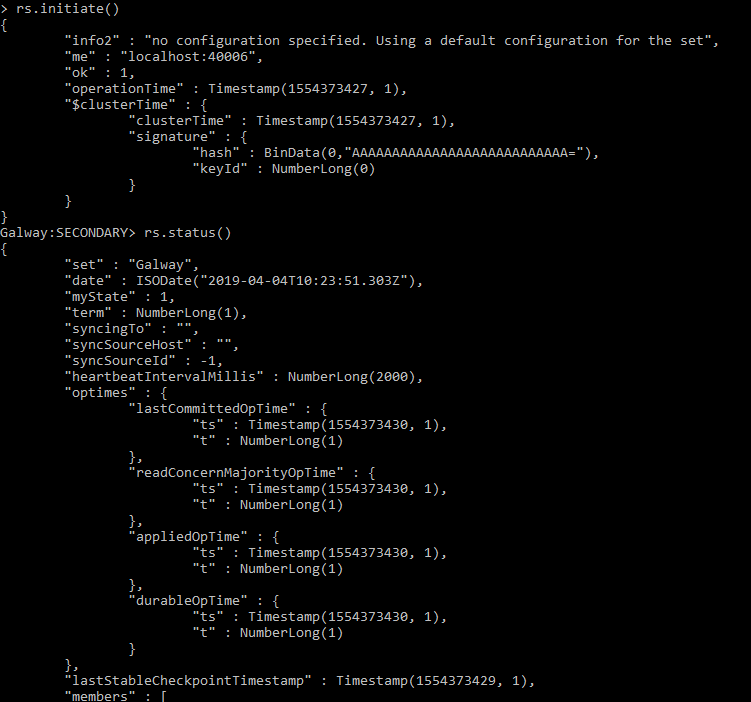 > rs.initiate()
{
        "info2" : "no configuration specified. Using a default configuration for the set",
        "me" : "localhost:40006",
        "ok" : 1,
        "operationTime" : Timestamp(1554373427, 1),
        "$clusterTime" : {
                "clusterTime" : Timestamp(1554373427, 1),
                "signature" : {
                        "hash" : BinData(0,"AAAAAAAAAAAAAAAAAAAAAAAAAAA="),
                        "keyId" : NumberLong(0)
                }
        }
}
Galway:SECONDARY> rs.status()
{
        "set" : "Galway",
        "date" : ISODate("2019-04-04T10:23:51.303Z"),
        "myState" : 1,
        "term" : NumberLong(1),
        "syncingTo" : "",
        "syncSourceHost" : "",
        "syncSourceId" : -1,
        "heartbeatIntervalMillis" : NumberLong(2000),
        "optimes" : {
                "lastCommittedOpTime" : {
                        "ts" : Timestamp(1554373430, 1),
                        "t" : NumberLong(1)
                },
                "readConcernMajorityOpTime" : {
                        "ts" : Timestamp(1554373430, 1),
                        "t" : NumberLong(1)
                },
                "appliedOpTime" : {
                        "ts" : Timestamp(1554373430, 1),
                        "t" : NumberLong(1)
                },
                "durableOpTime" : {
                        "ts" : Timestamp(1554373430, 1),
                        "t" : NumberLong(1)
                }
        },
        "lastStableCheckpointTimestamp" : Timestamp(1554373429, 1),
        "members" : [